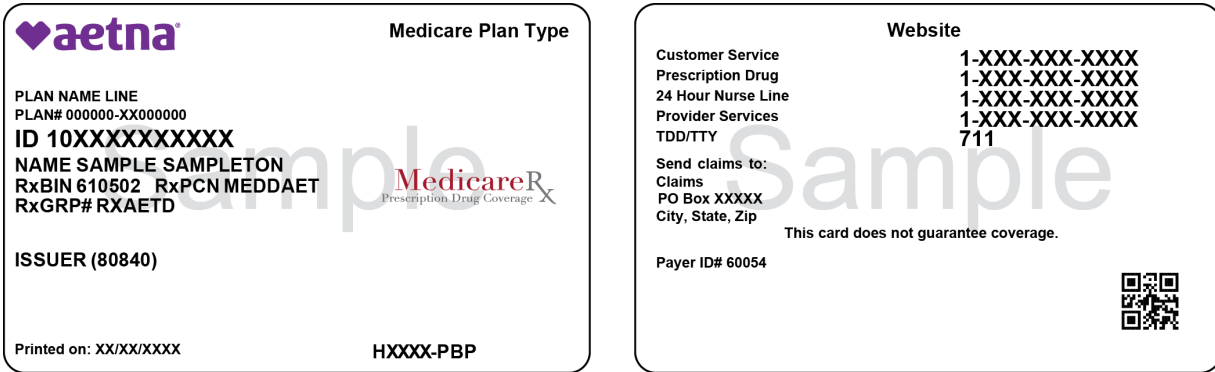 aetna®
Medicare Plan Type
PLAN NAME LINE
PLAN# 000000-XX000000
ID 10XXXXXXXXXX
NAME SAMPLE SAMPLETON
RxBIN 610502 RxPCN MEDDAET
RxGRP# RXAETD
MedicareRx
Prescription Drug Coverage
ISSUER (80840)
Printed on: XX/XX/XXXX
HXXXX-PBP
Sample
Website
Customer Service 1-XXX-XXX-XXXX
Prescription Drug 1-XXX-XXX-XXXX
24 Hour Nurse Line 1-XXX-XXX-XXXX
Provider Services 1-XXX-XXX-XXXX
TDD/TTY 711
Send claims to:
Claims
PO Box XXXXX
City, State, Zip
This card does not guarantee coverage.
Payer ID# 60054
Sample